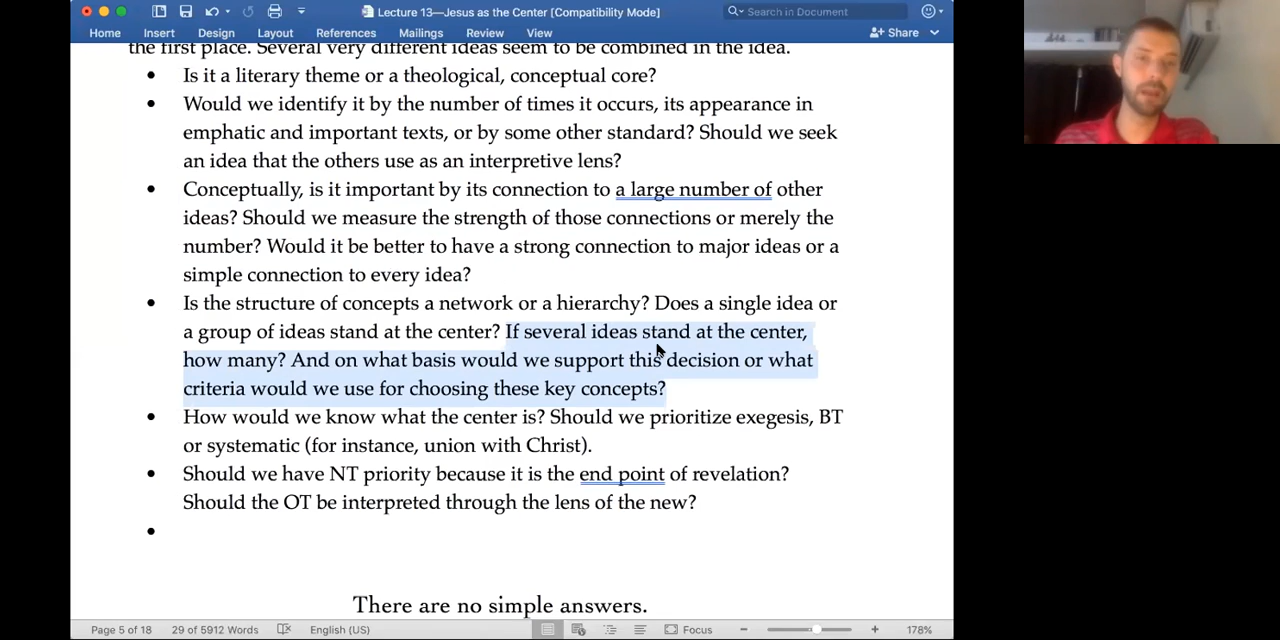 Lecture 13—Jesus as the Center [Compatibility Mode]
Search in Document
Home Insert Design Layout References Mailings Review View Share
the first place. Several very different ideas seem to be combined in the idea.
• Is it a literary theme or a theological, conceptual core?
• Would we identify it by the number of times it occurs, its appearance in
emphatic and important texts, or by some other standard? Should we seek
an idea that the others use as an interpretive lens?
• Conceptually, is it important by its connection to a large number of other
ideas? Should we measure the strength of those connections or merely the
number? Would it be better to have a strong connection to major ideas or a
simple connection to every idea?
• Is the structure of concepts a network or a hierarchy? Does a single idea or
a group of ideas stand at the center? If several ideas stand at the center,
how many? And on what basis would we support this decision or what
criteria would we use for choosing these key concepts?
• How would we know what the center is? Should we prioritize exegesis, BT
or systematic (for instance, union with Christ).
• Should we have NT priority because it is the end point of revelation?
Should the OT be interpreted through the lens of the new?
•
There are no simple answers.
Page 5 of 18 29 of 5912 Words English (US) Focus 178%